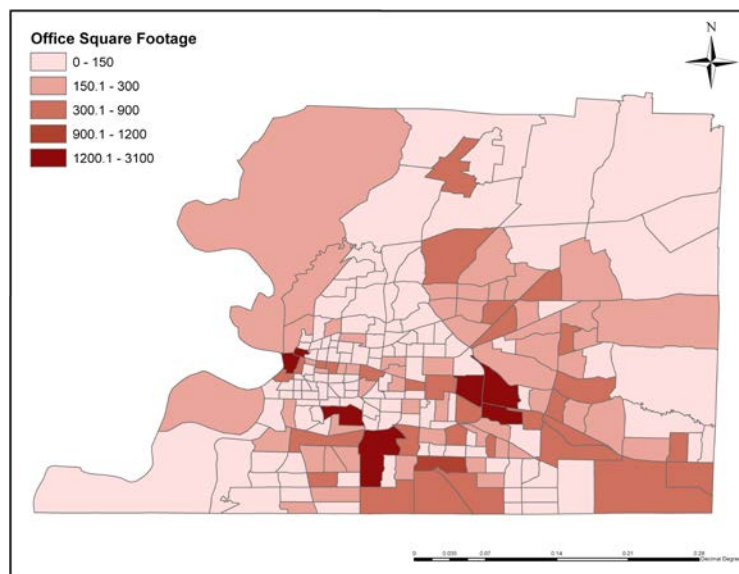 Office Square Footage
0 - 150
150.1 - 300
300.1 - 900
900.1 - 1200
1200.1 - 3100
N
0 0.035 0.07 0.14 0.21 0.28
Decimal Degrees